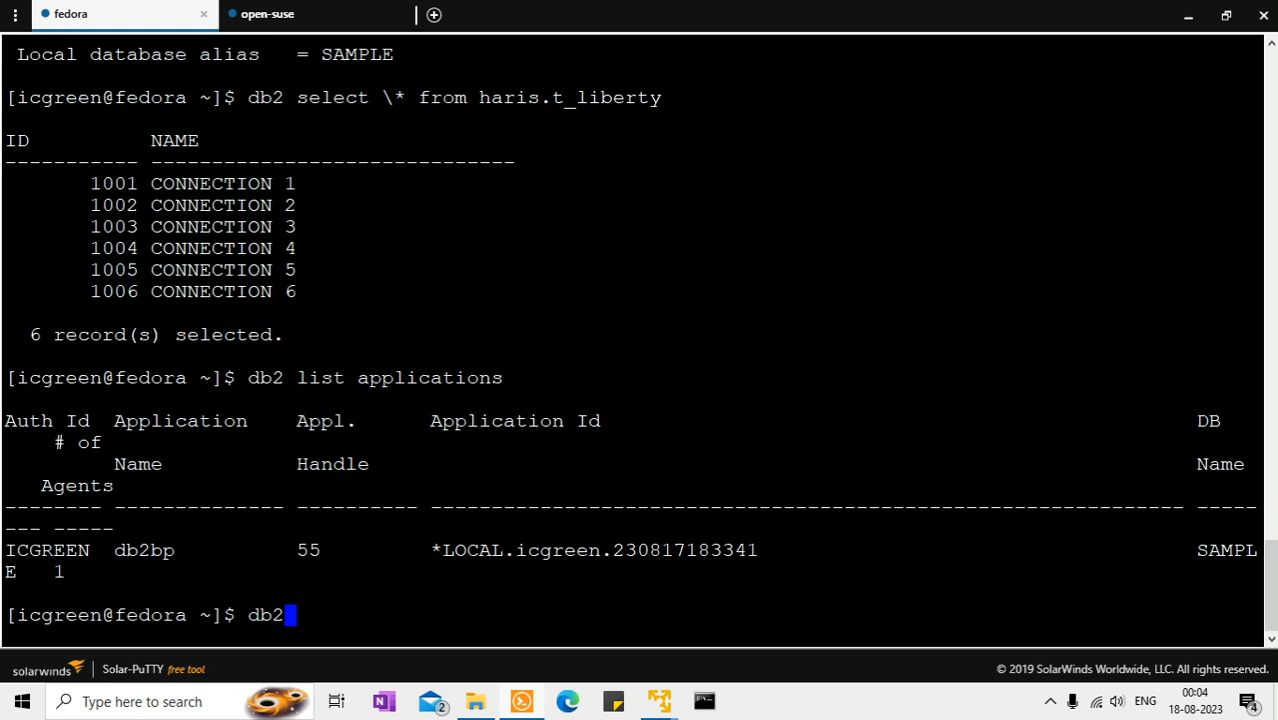 fedora × open-suse
Local database alias = SAMPLE
[icgreen@fedora ~]$ db2 select \* from haris.t_liberty
ID NAME
----------- ------------------------------
1001 CONNECTION 1
1002 CONNECTION 2
1003 CONNECTION 3
1004 CONNECTION 4
1005 CONNECTION 5
1006 CONNECTION 6
6 record(s) selected.
[icgreen@fedora ~]$ db2 list applications
Auth Id Application Appl. Application Id DB
# of
Name Handle Name
Agents
-------- -------------- ---------- -------------------------------------------------------------- -----
--- -----
ICGREEN db2bp 55 *LOCAL.icgreen.230817183341 SAMPL
E 1
[icgreen@fedora ~]$ db2
solarwinds Solar-PuTTY free tool © 2019 SolarWinds Worldwide, LLC. All rights reserved.
Type here to search 2 ENG 00:04 4
18-08-2023